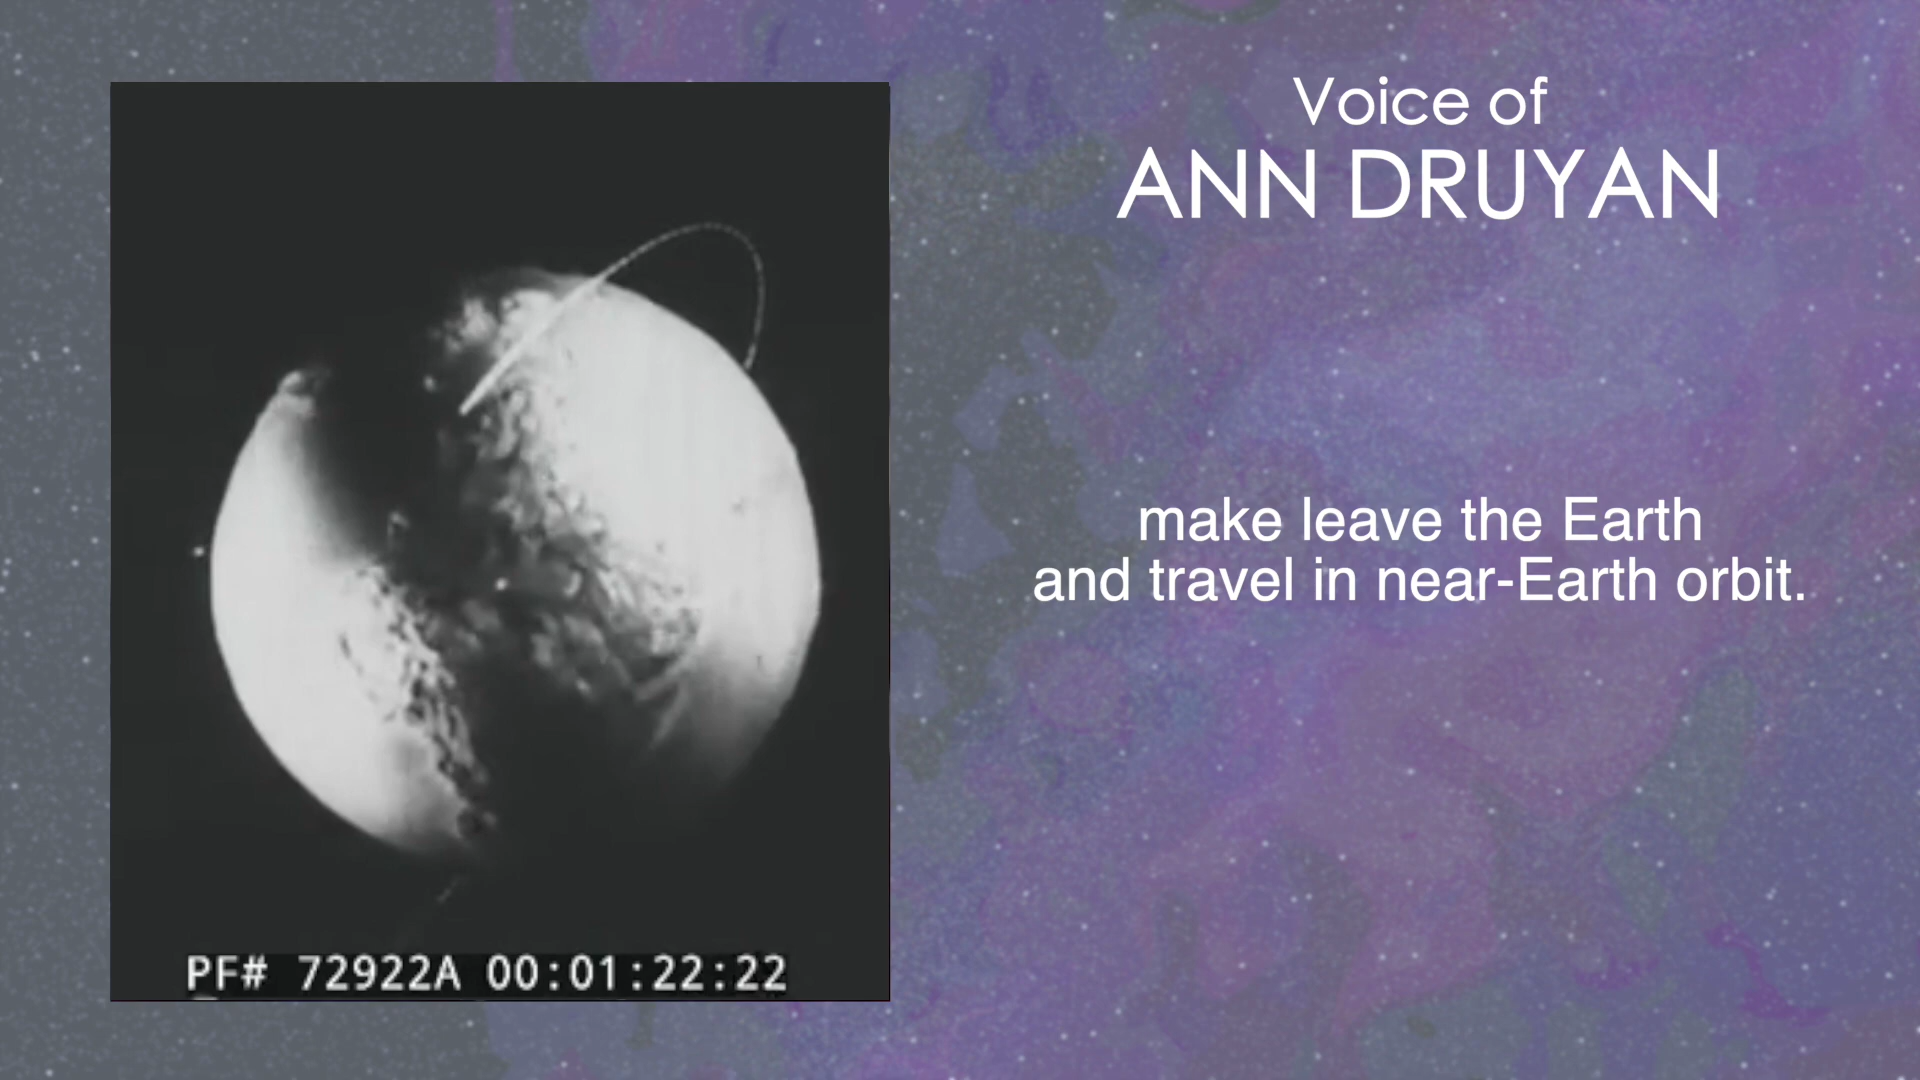 Voice of
ANN DRUYAN
make leave the Earth
and travel in near-Earth orbit.
PF# 72922A 00:01:22:22